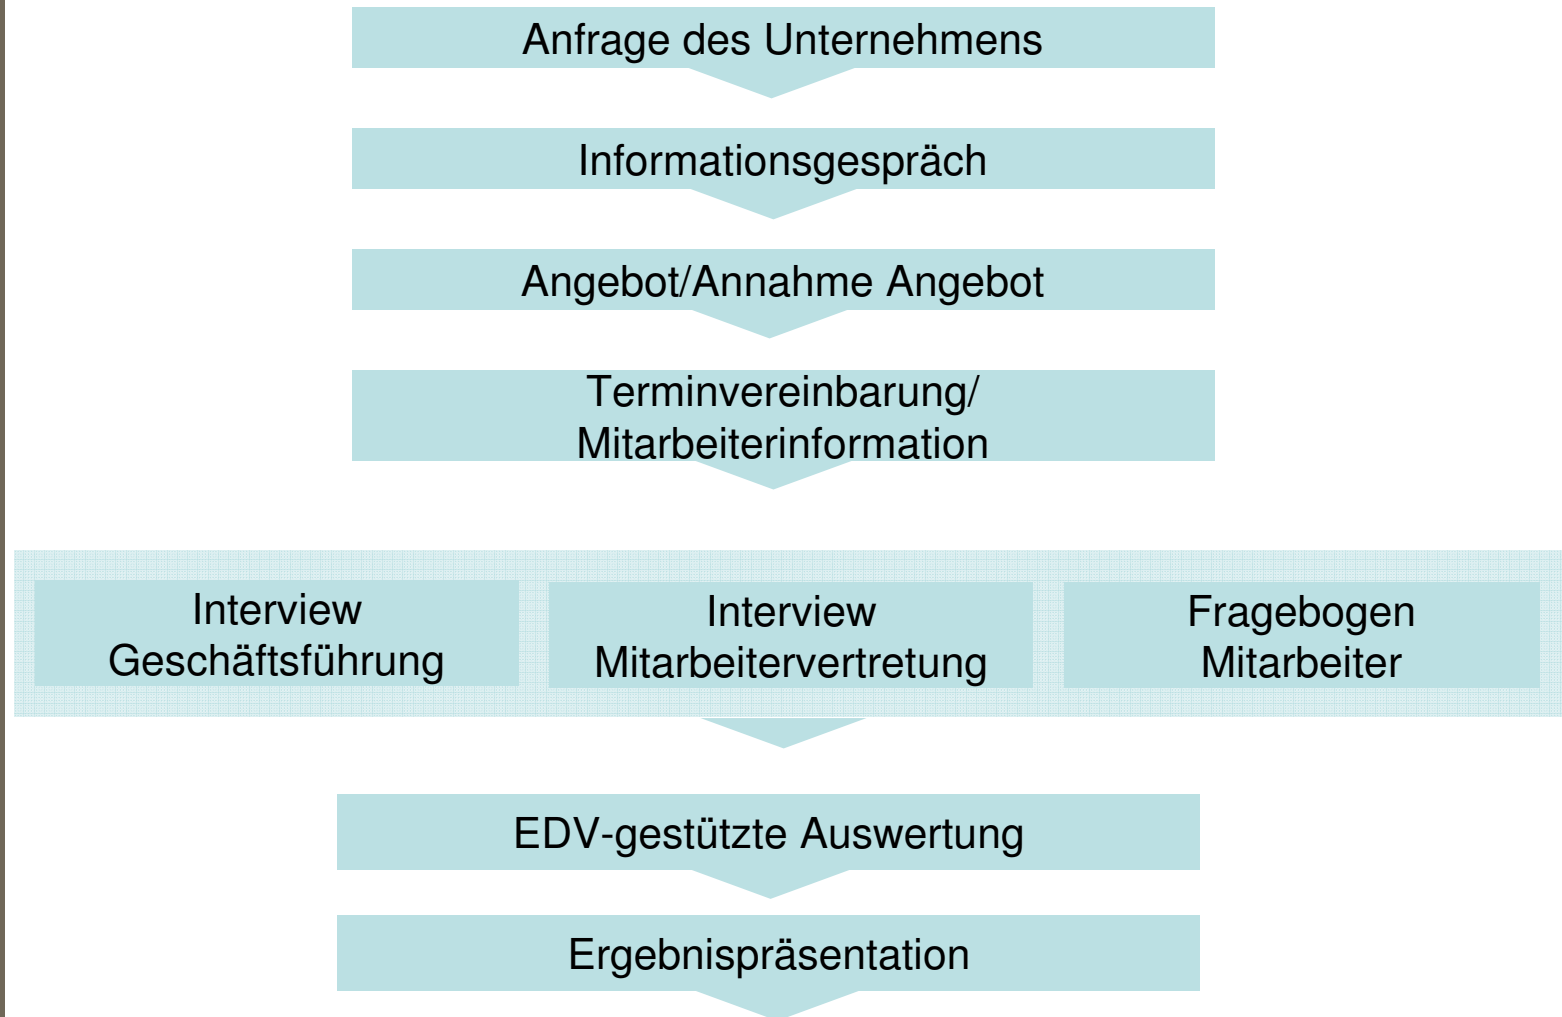 Anfrage des Unternehmens
Informationsgespräch
Angebot/Annahme Angebot
Terminvereinbarung/
Mitarbeiterinformation
Interview
Geschäftsführung
Interview
Mitarbeitervertretung
Fragebogen
Mitarbeiter
EDV-gestützte Auswertung
Ergebnispräsentation